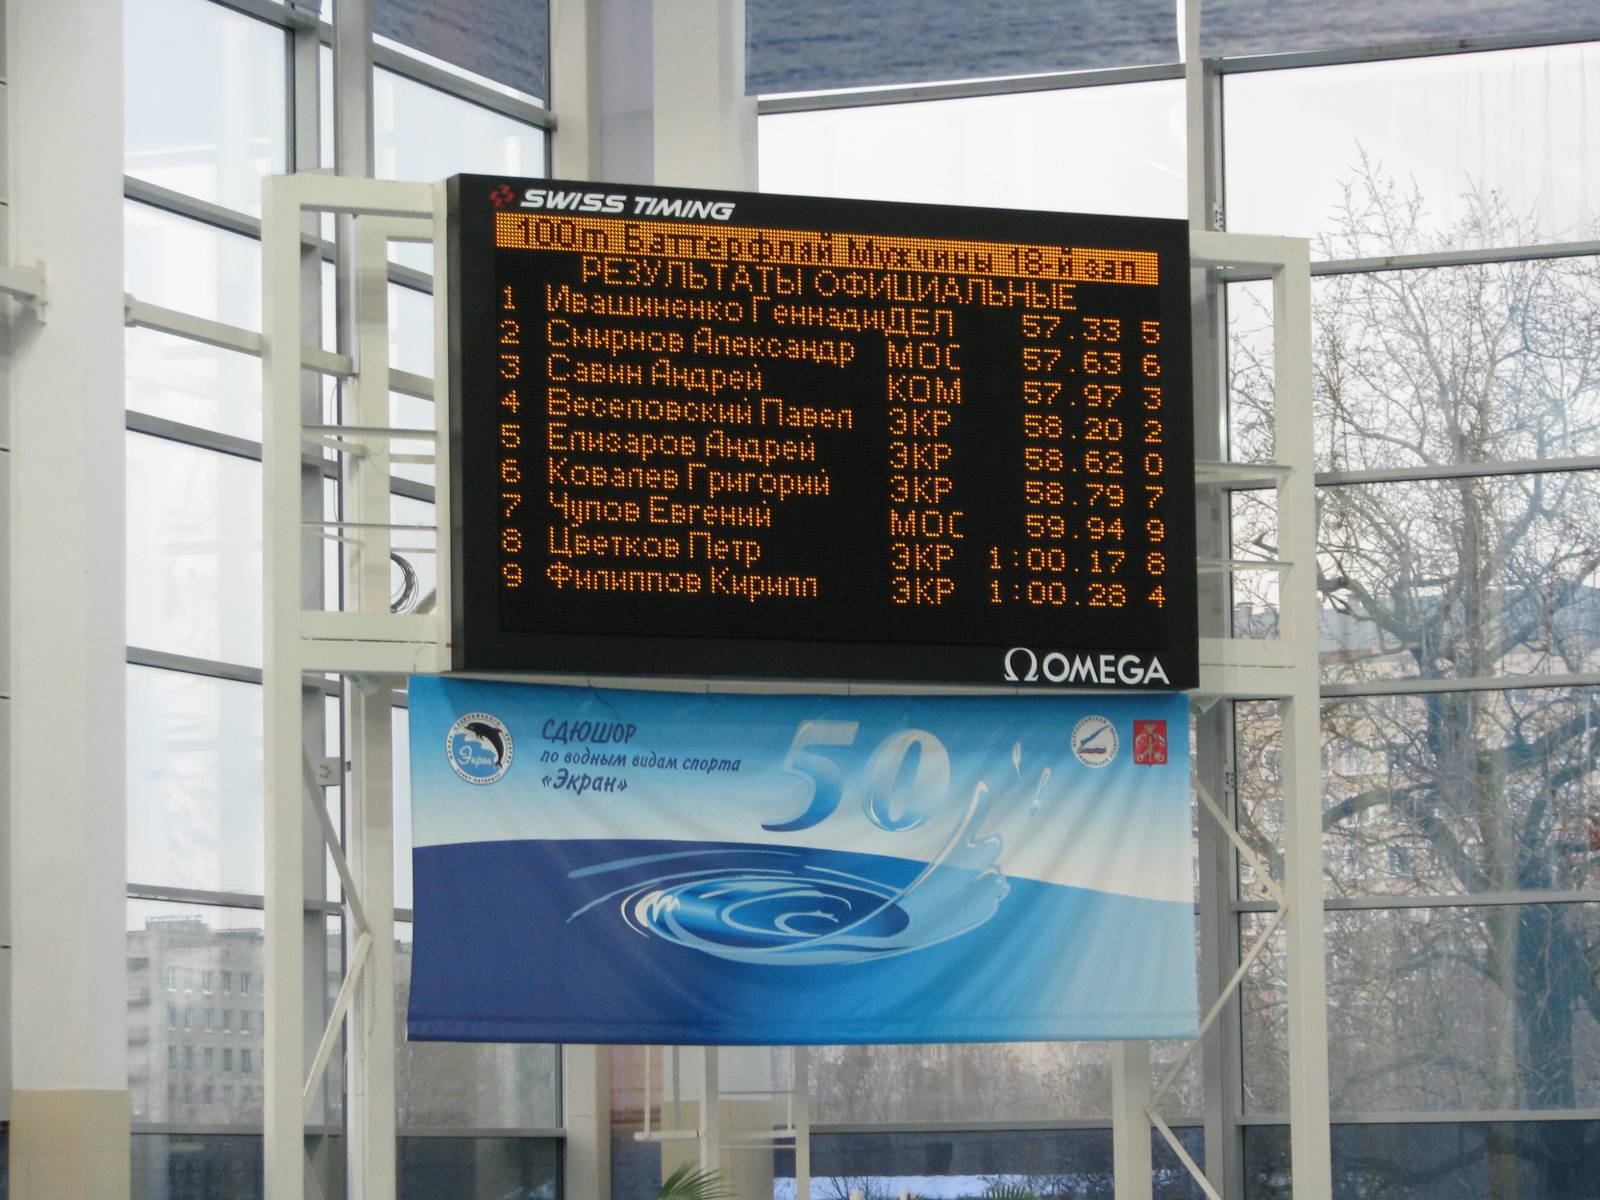 SWISS TIMING
100m Баттерфляй Мужчины 18-й зап
РЕЗУЛЬТАТЫ ОФИЦИАЛЬНЫЕ
1 Ивашиненко Геннади ДЕЛ 57.33 5
2 Смирнов Александр МОС 57.63 6
3 Савин Андрей КОМ 57.97 3
4 Веселовский Павел ЭКР 58.20 2
5 Елизаров Андрей ЭКР 58.62 0
6 Ковалев Григорий ЭКР 58.79 7
7 Чупов Евгений МОС 59.94 9
8 Цветков Петр ЭКР 1:00.17 8
9 Филиппов Кирилл ЭКР 1:00.28 4
Ω OMEGA
Экран
СДЮШОР
по водным видам спорта
«Экран»
50